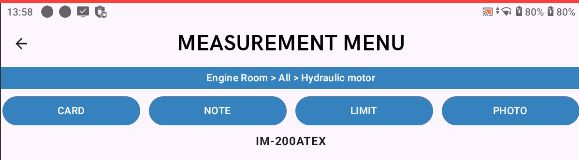 13:58 80% 80%
MEASUREMENT MENU
Engine Room > All > Hydraulic motor
CARD NOTE LIMIT PHOTO
IM-200ATEX